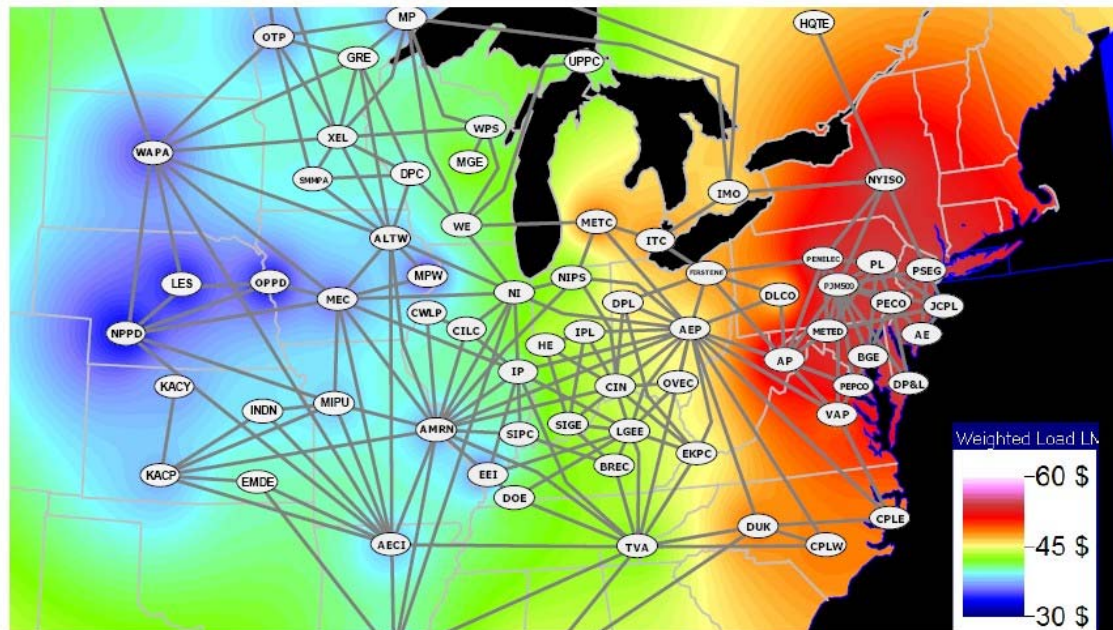 MP
HQTE
OTP
GRE
UPPC
WPS
XEL
WAPA
MGE
SMMPA
DPC
NYISO
IMO
WE
METC
ALTW
ITC
PENILEC
PL
PSEG
FIRSTENE
MPW
NIPS
LES
OPPD
PJM500
NI
DLCO
MEC
DPL
PECO
JCPL
CWLP
CILC
AEP
NPPD
IPL
METED
AE
HE
BGE
AP
IP
KACY
CIN
OVEC
PEPCO
DP&L
MIPU
INDN
VAP
SIGE
AMRN
SIPC
LGEE
EKPC
BREC
KACP
EEI
EMDE
DOE
CPLE
DUK
AECI
TVA
CPLW
Weighted Load LM
60 $
45 $
30 $